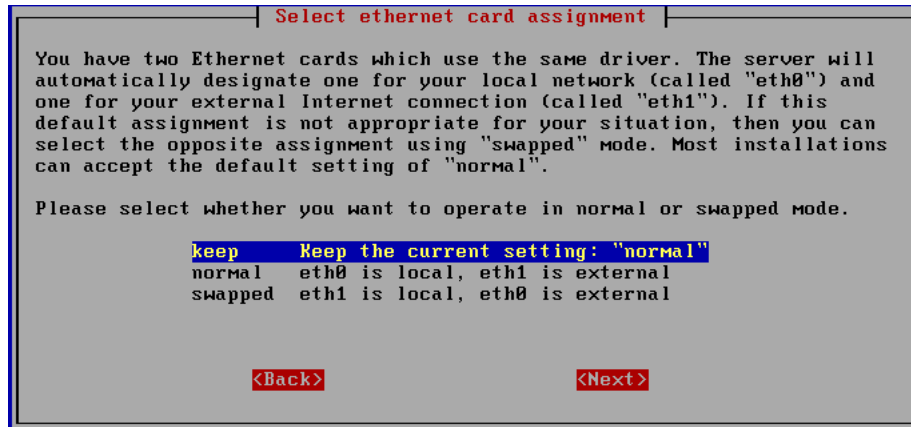 Select ethernet card assignment
You have two Ethernet cards which use the same driver. The server will
automatically designate one for your local network (called "eth0") and
one for your external Internet connection (called "eth1"). If this
default assignment is not appropriate for your situation, then you can
select the opposite assignment using "swapped" mode. Most installations
can accept the default setting of "normal".
Please select whether you want to operate in normal or swapped mode.
keep Keep the current setting: "normal"
normal eth0 is local, eth1 is external
swapped eth1 is local, eth0 is external
<Back> <Next>